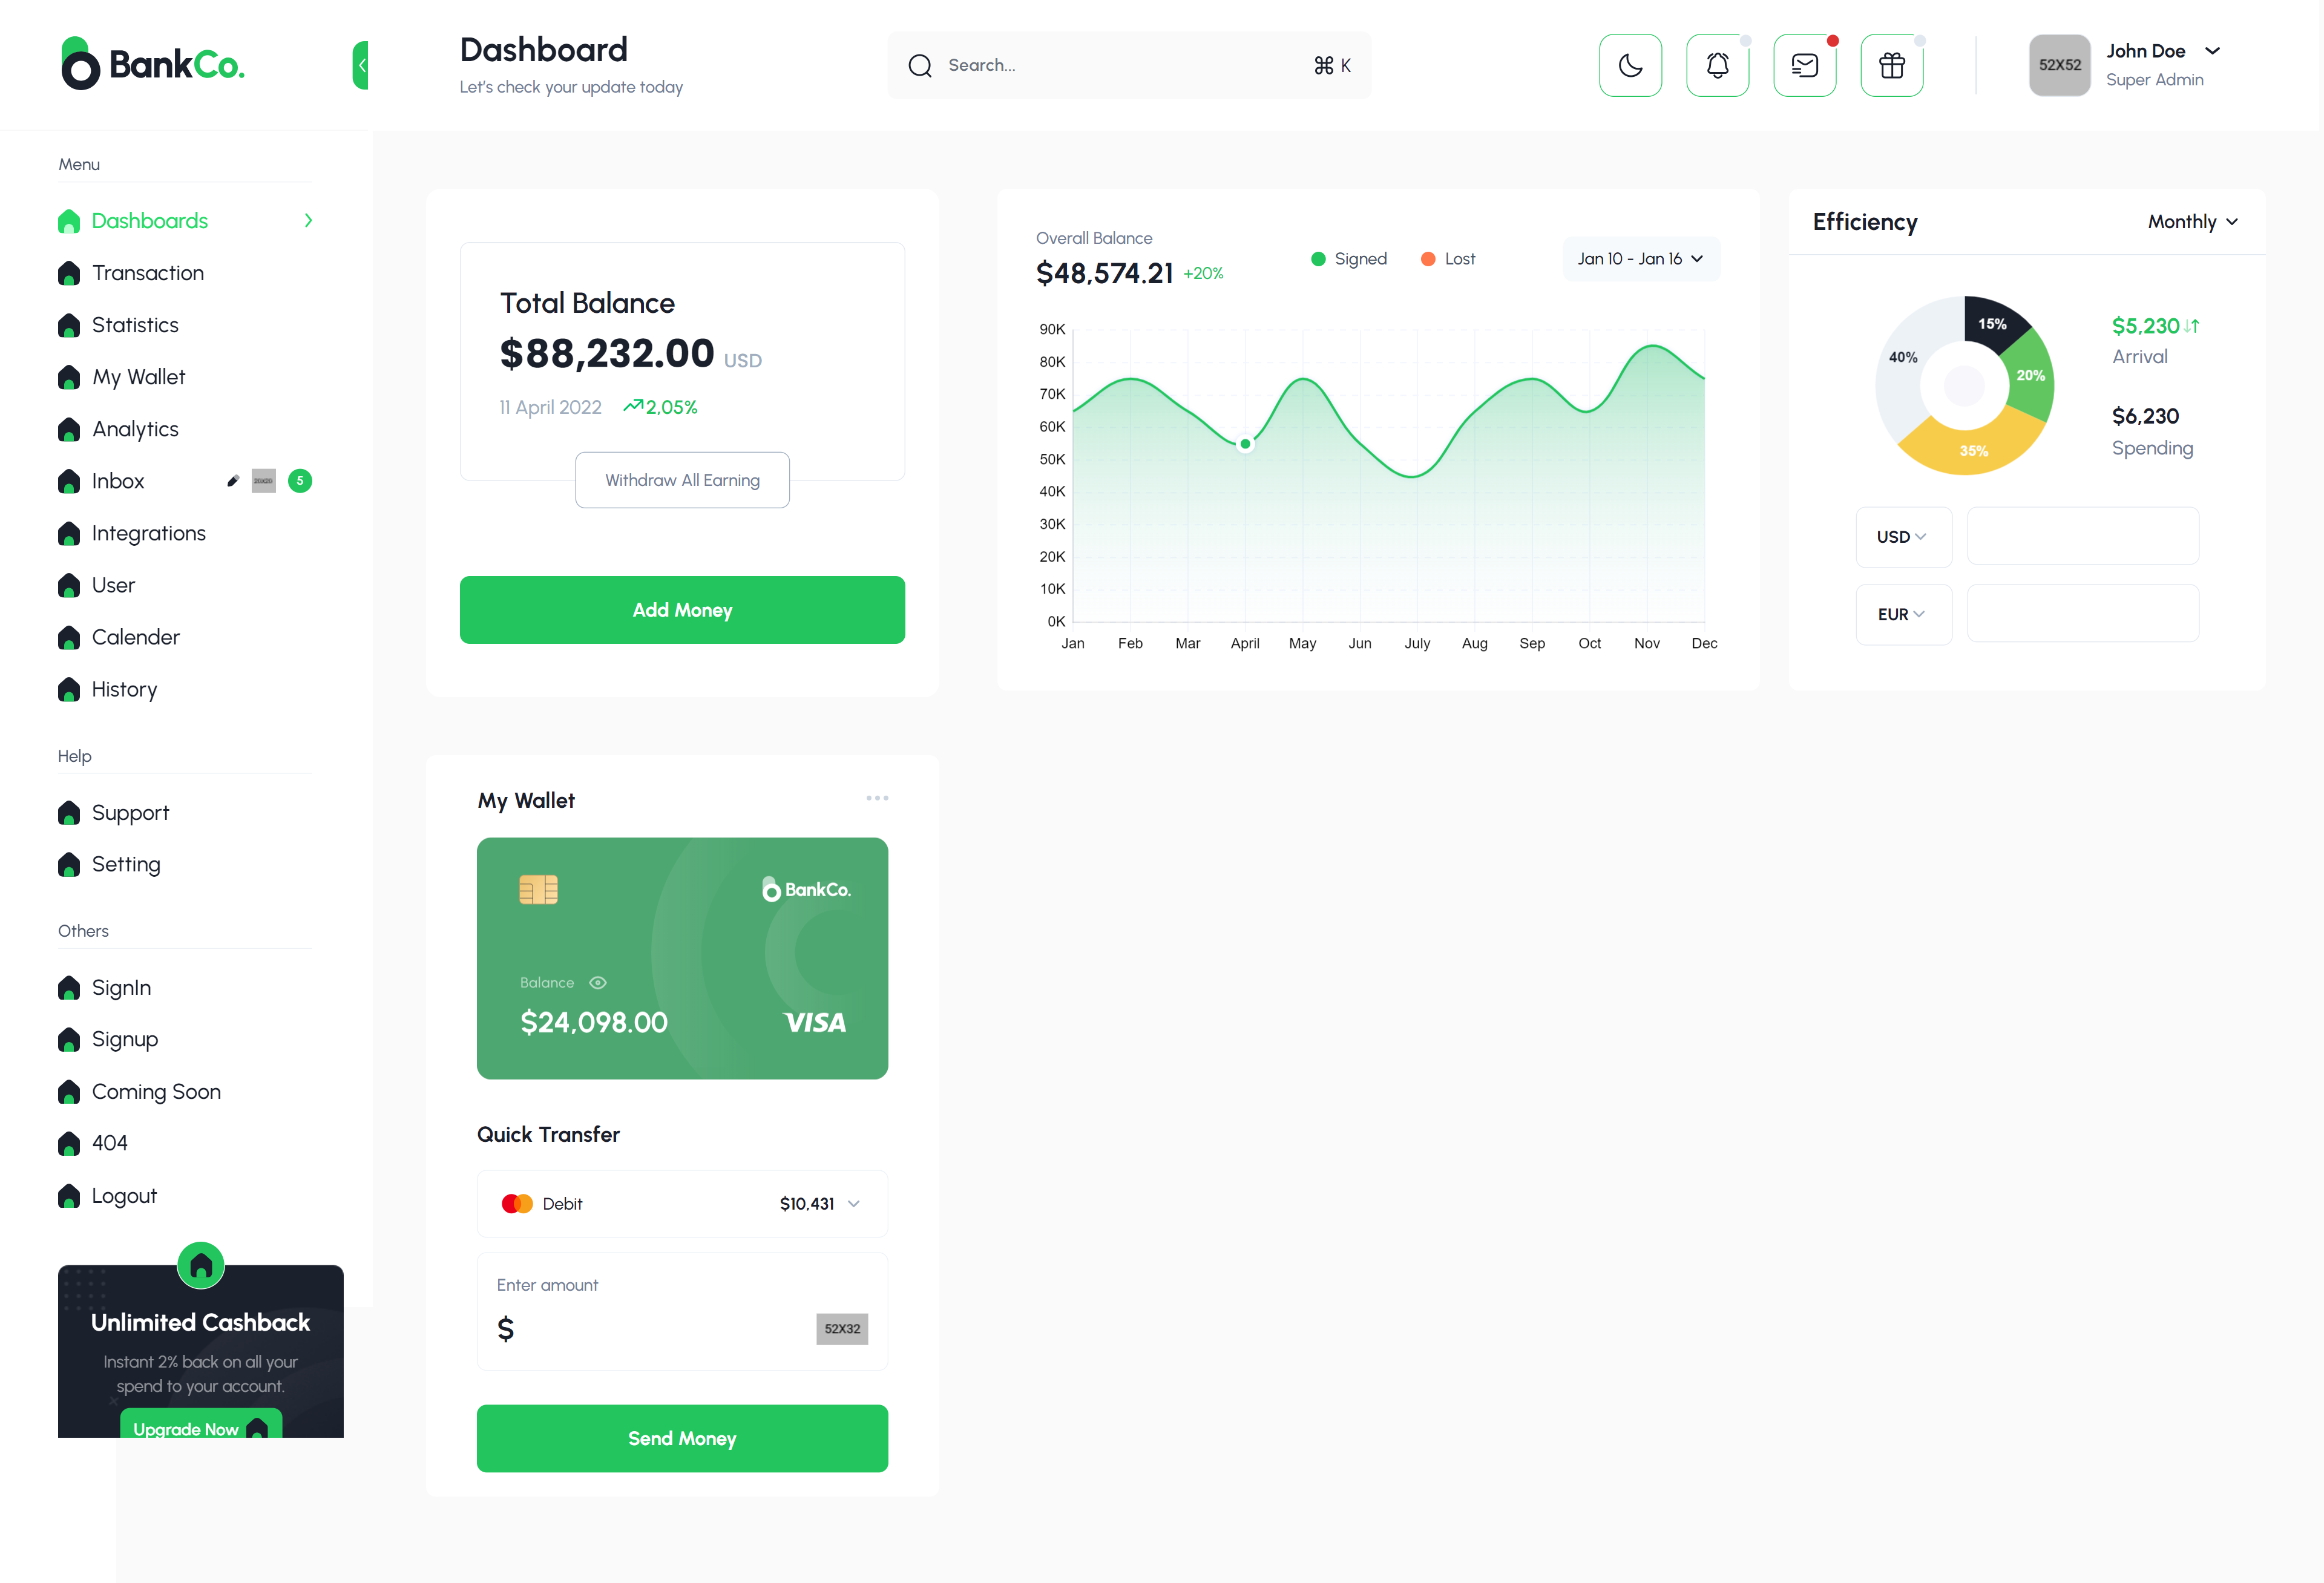 BankCo.
Dashboard
Let's check your update today
Search...
⌘ K
52X52
John Doe
Super Admin
Menu
Dashboards
Transaction
Statistics
My Wallet
Analytics
Inbox
5
Integrations
User
Calender
History
Help
Support
Setting
Others
SignIn
Signup
Coming Soon
404
Logout
Unlimited Cashback
Instant 2% back on all your
spend to your account.
Upgrade Now
Total Balance
$88,232.00 USD
11 April 2022 2,05%
Withdraw All Earning
Add Money
Overall Balance
$48,574.21 +20%
Signed
Lost
Jan 10 - Jan 16
90K
80K
70K
60K
50K
40K
30K
20K
10K
0K
Jan Feb Mar April May Jun July Aug Sep Oct Nov Dec
Efficiency
Monthly
15%
40%
20%
35%
$5,230
Arrival
$6,230
Spending
USD
EUR
My Wallet
BankCo.
Balance
$24,098.00
VISA
Quick Transfer
Debit $10,431
Enter amount
$
52X32
Send Money